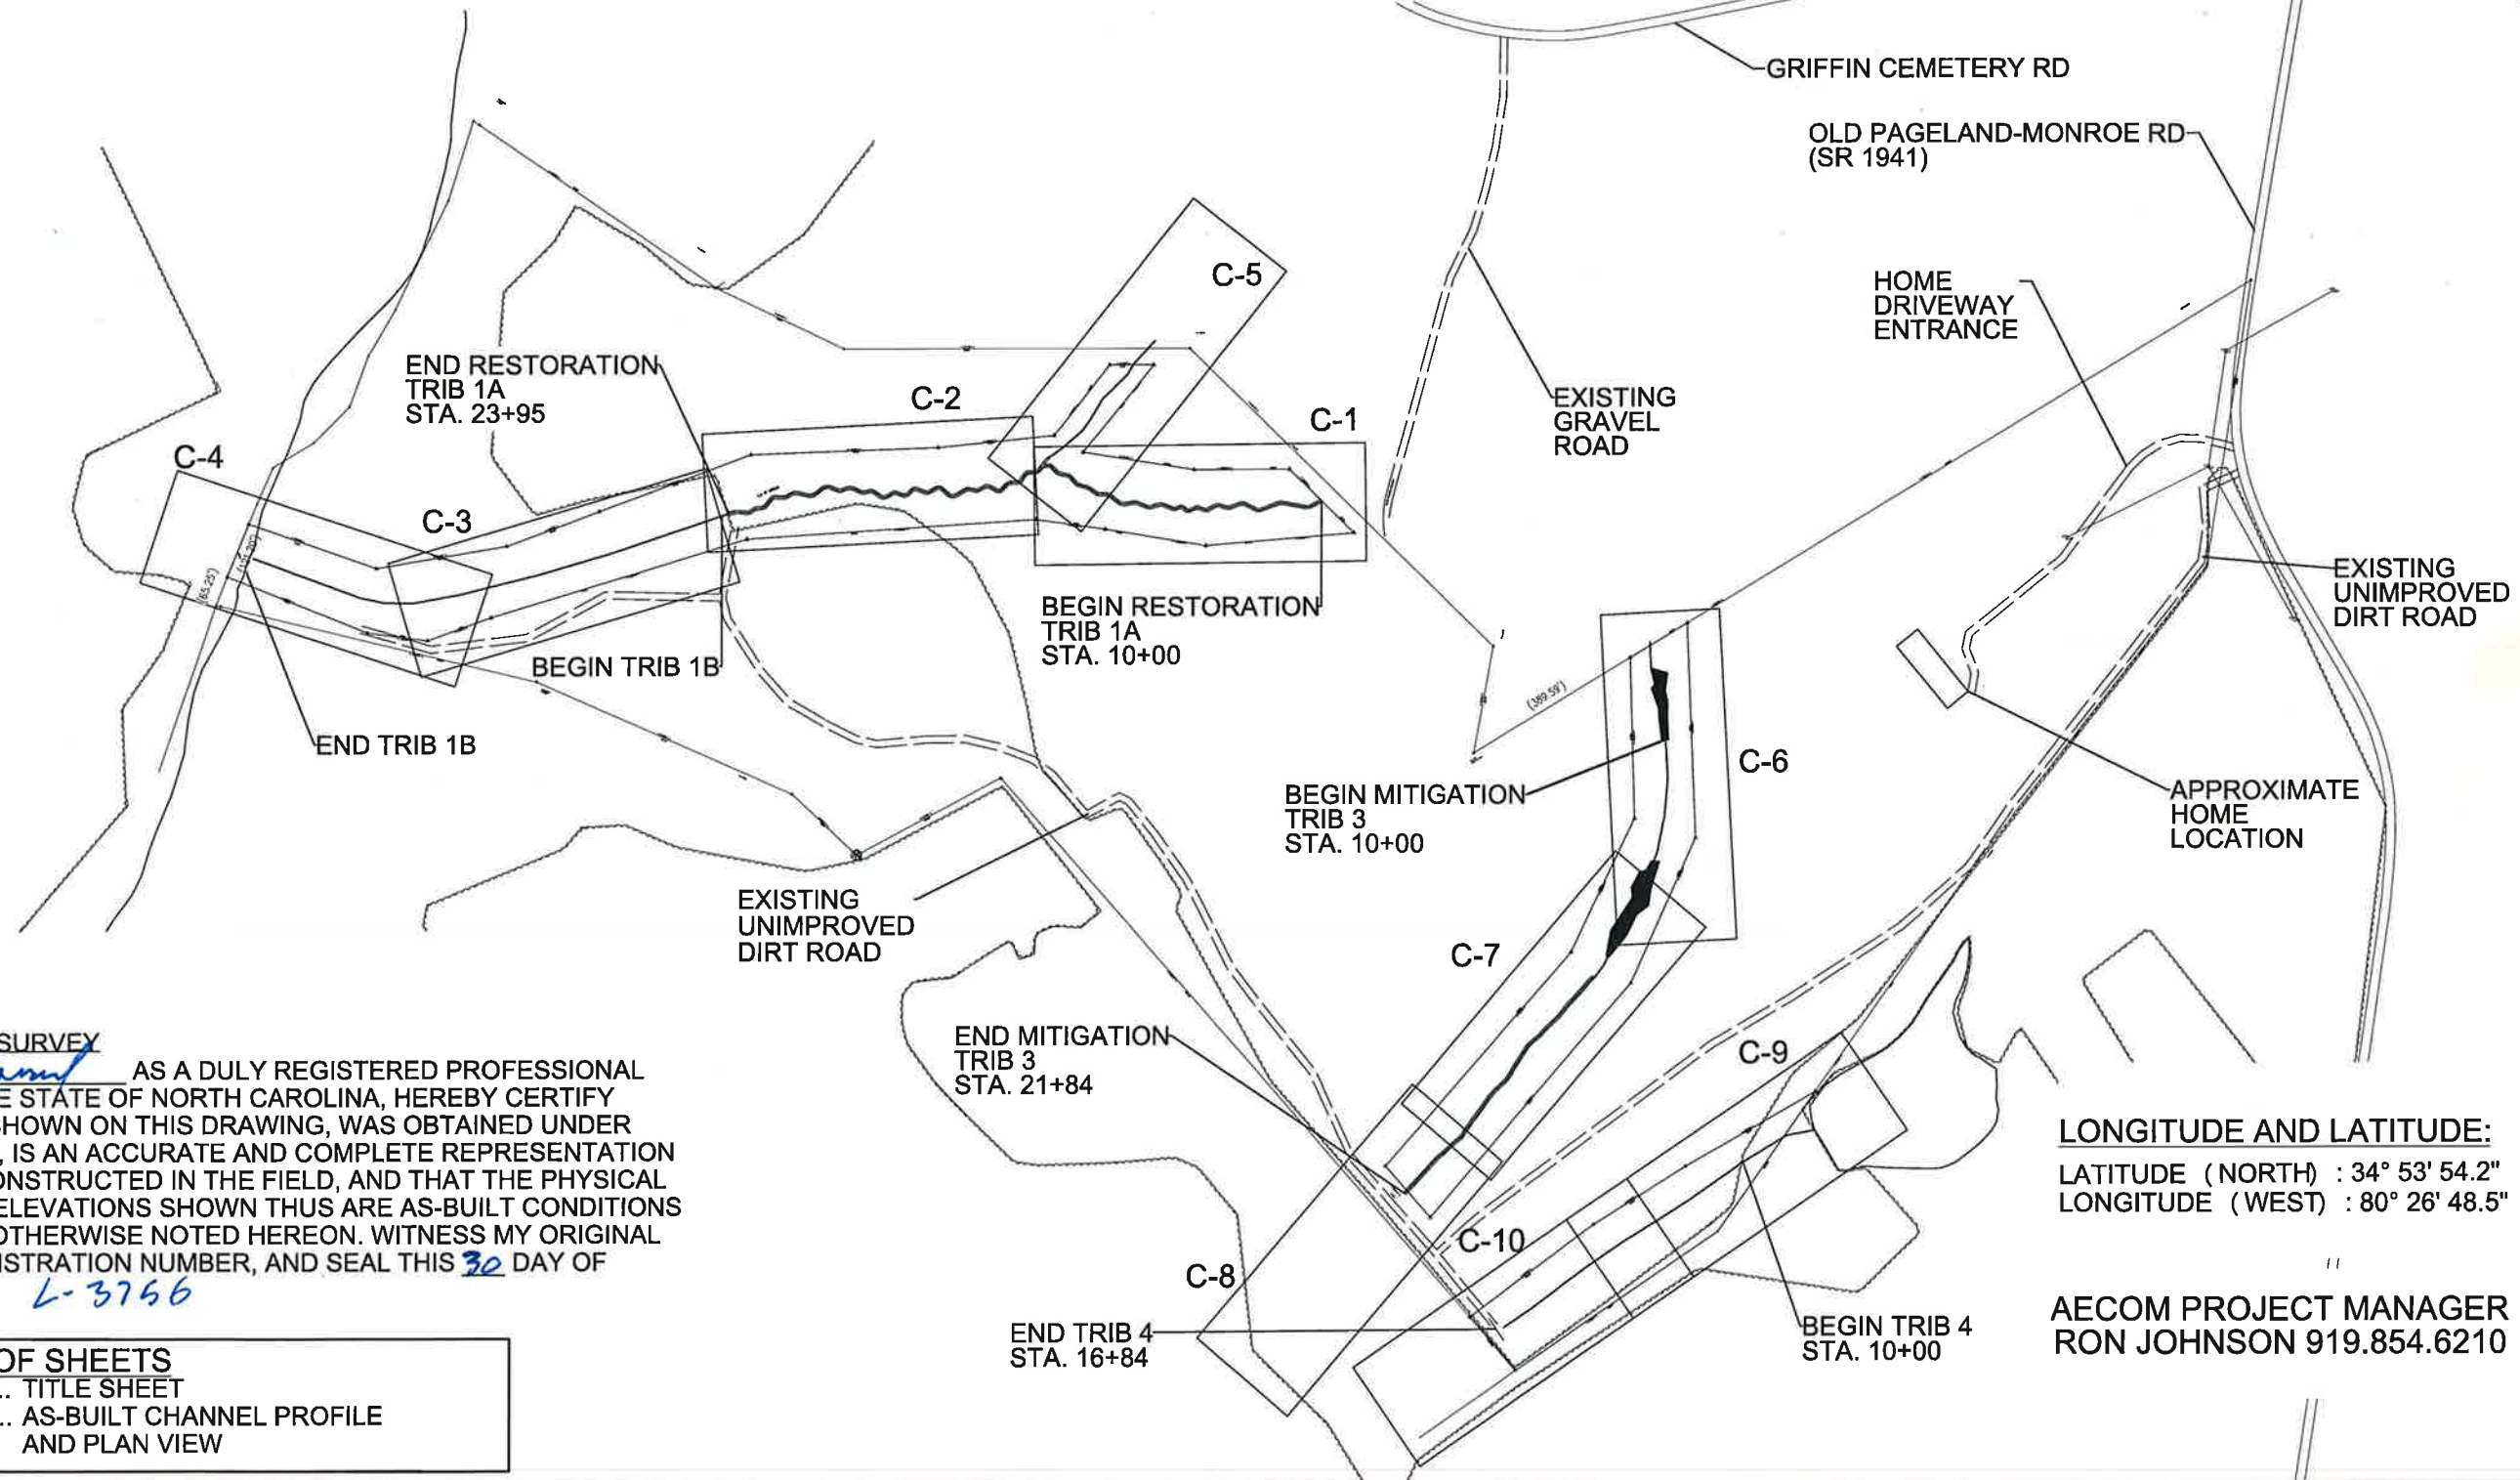 GRIFFIN CEMETERY RD
OLD PAGELAND-MONROE RD
(SR 1941)
C-5
HOME
DRIVEWAY
ENTRANCE
END RESTORATION
TRIB 1A
STA. 23+95
C-2
C-1
EXISTING
GRAVEL
ROAD
C-4
C-3
(65.25')
EXISTING
UNIMPROVED
DIRT ROAD
BEGIN RESTORATION
TRIB 1A
STA. 10+00
BEGIN TRIB 1B
(389.59')
END TRIB 1B
C-6
BEGIN MITIGATION
TRIB 3
STA. 10+00
APPROXIMATE
HOME
LOCATION
EXISTING
UNIMPROVED
DIRT ROAD
C-7
END MITIGATION
TRIB 3
STA. 21+84
C-9
C-10
C-8
END TRIB 4
STA. 16+84
BEGIN TRIB 4
STA. 10+00
SURVEY
AS A DULY REGISTERED PROFESSIONAL
E STATE OF NORTH CAROLINA, HEREBY CERTIFY
SHOWN ON THIS DRAWING, WAS OBTAINED UNDER
, IS AN ACCURATE AND COMPLETE REPRESENTATION
ONSTRUCTED IN THE FIELD, AND THAT THE PHYSICAL
ELEVATIONS SHOWN THUS ARE AS-BUILT CONDITIONS
OTHERWISE NOTED HEREON. WITNESS MY ORIGINAL
ISTRATION NUMBER, AND SEAL THIS 30 DAY OF
L-3756
OF SHEETS
.. TITLE SHEET
.. AS-BUILT CHANNEL PROFILE
AND PLAN VIEW
LONGITUDE AND LATITUDE:
LATITUDE (NORTH) : 34° 53' 54.2"
LONGITUDE (WEST) : 80° 26' 48.5"
AECOM PROJECT MANAGER
RON JOHNSON 919.854.6210